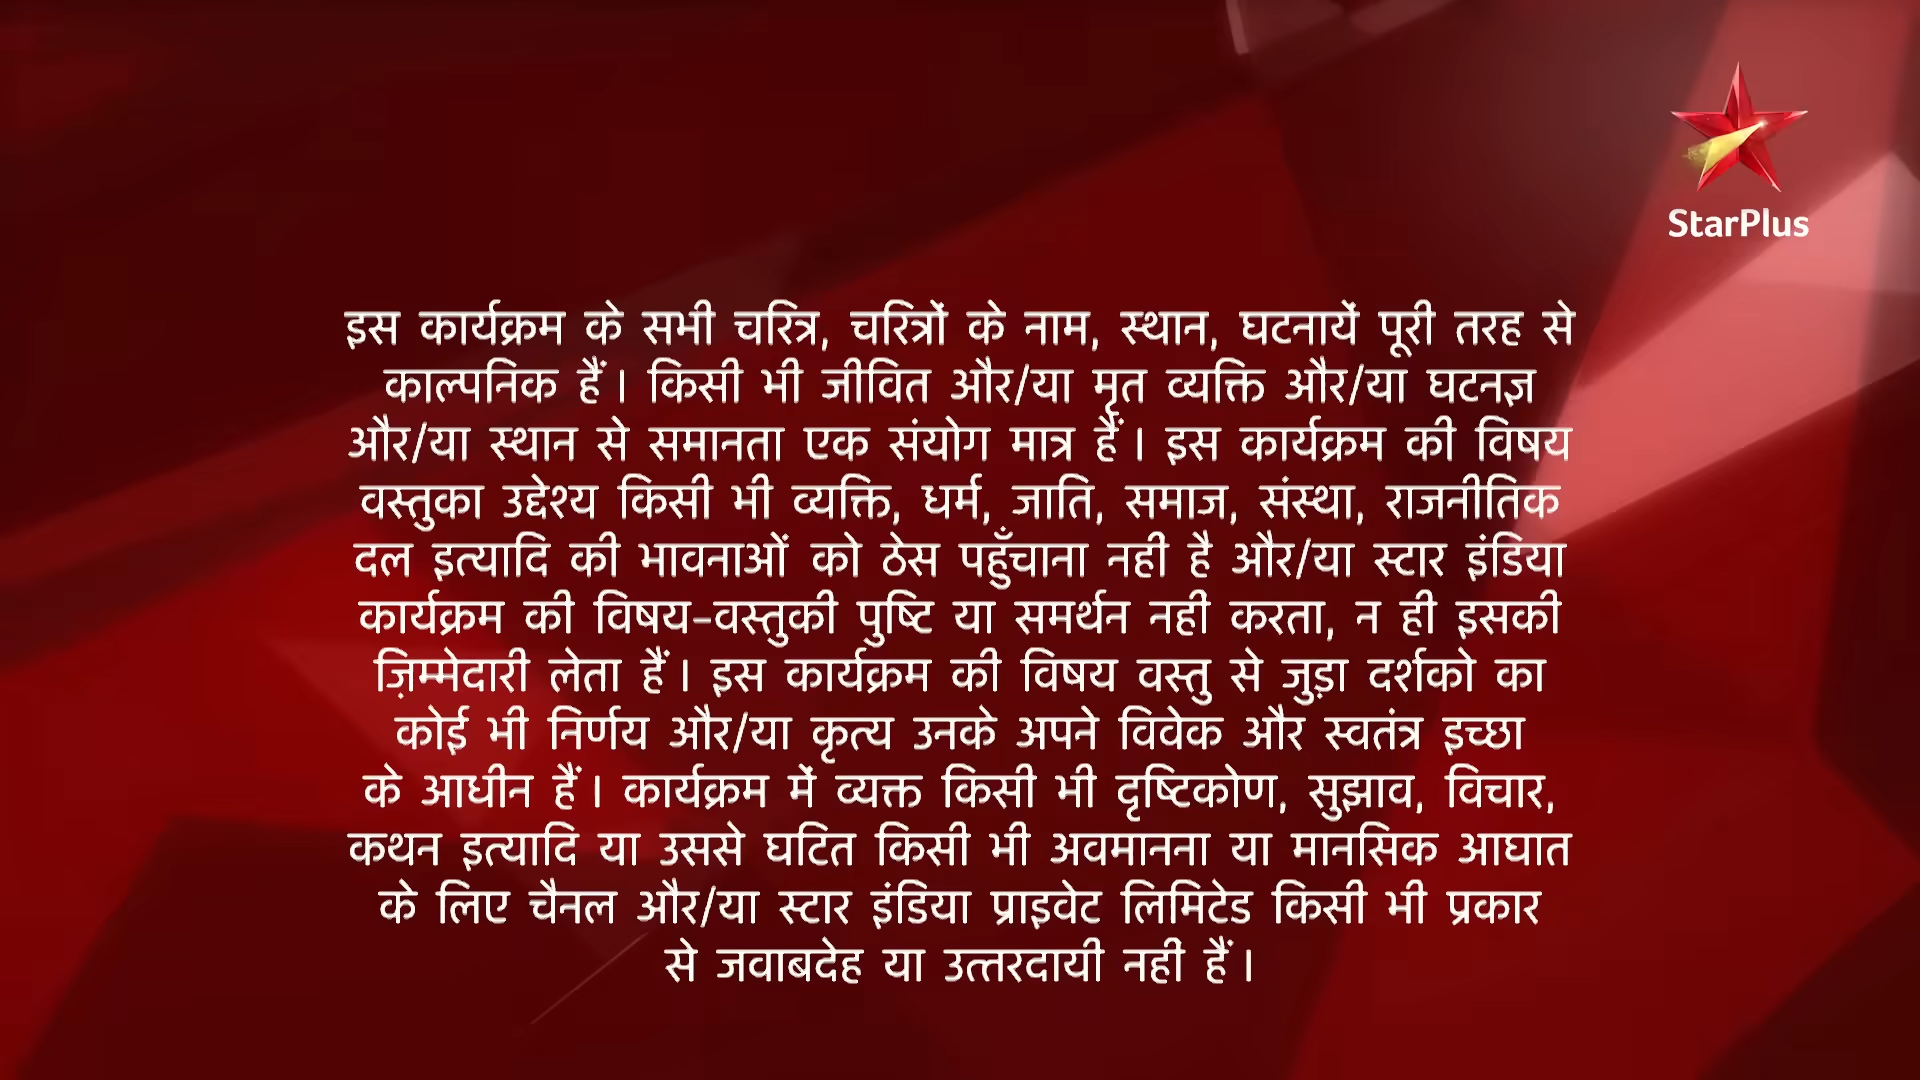 StarPlus
इस कार्यक्रम के सभी चरित्र, चरित्रों के नाम, स्थान, घटनायें पूरी तरह से
काल्पनिक हैं। किसी भी जीवित और/या मृत व्यक्ति और/या घटनज्ञ
और/या स्थान से समानता एक संयोग मात्र हैं। इस कार्यक्रम की विषय
वस्तुका उद्देश्य किसी भी व्यक्ति, धर्म, जाति, समाज, संस्था, राजनीतिक
दल इत्यादि की भावनाओं को ठेस पहुँचाना नही है और/या स्टार इंडिया
कार्यक्रम की विषय-वस्तुकी पुष्टि या समर्थन नही करता, न ही इसकी
ज़िम्मेदारी लेता हैं। इस कार्यक्रम की विषय वस्तु से जुड़ा दर्शको का
कोई भी निर्णय और/या कृत्य उनके अपने विवेक और स्वतंत्र इच्छा
के आधीन हैं। कार्यक्रम में व्यक्त किसी भी दृष्टिकोण, सुझाव, विचार,
कथन इत्यादि या उससे घटित किसी भी अवमानना या मानसिक आघात
के लिए चैनल और/या स्टार इंडिया प्राइवेट लिमिटेड किसी भी प्रकार
से जवाबदेह या उत्तरदायी नही हैं।